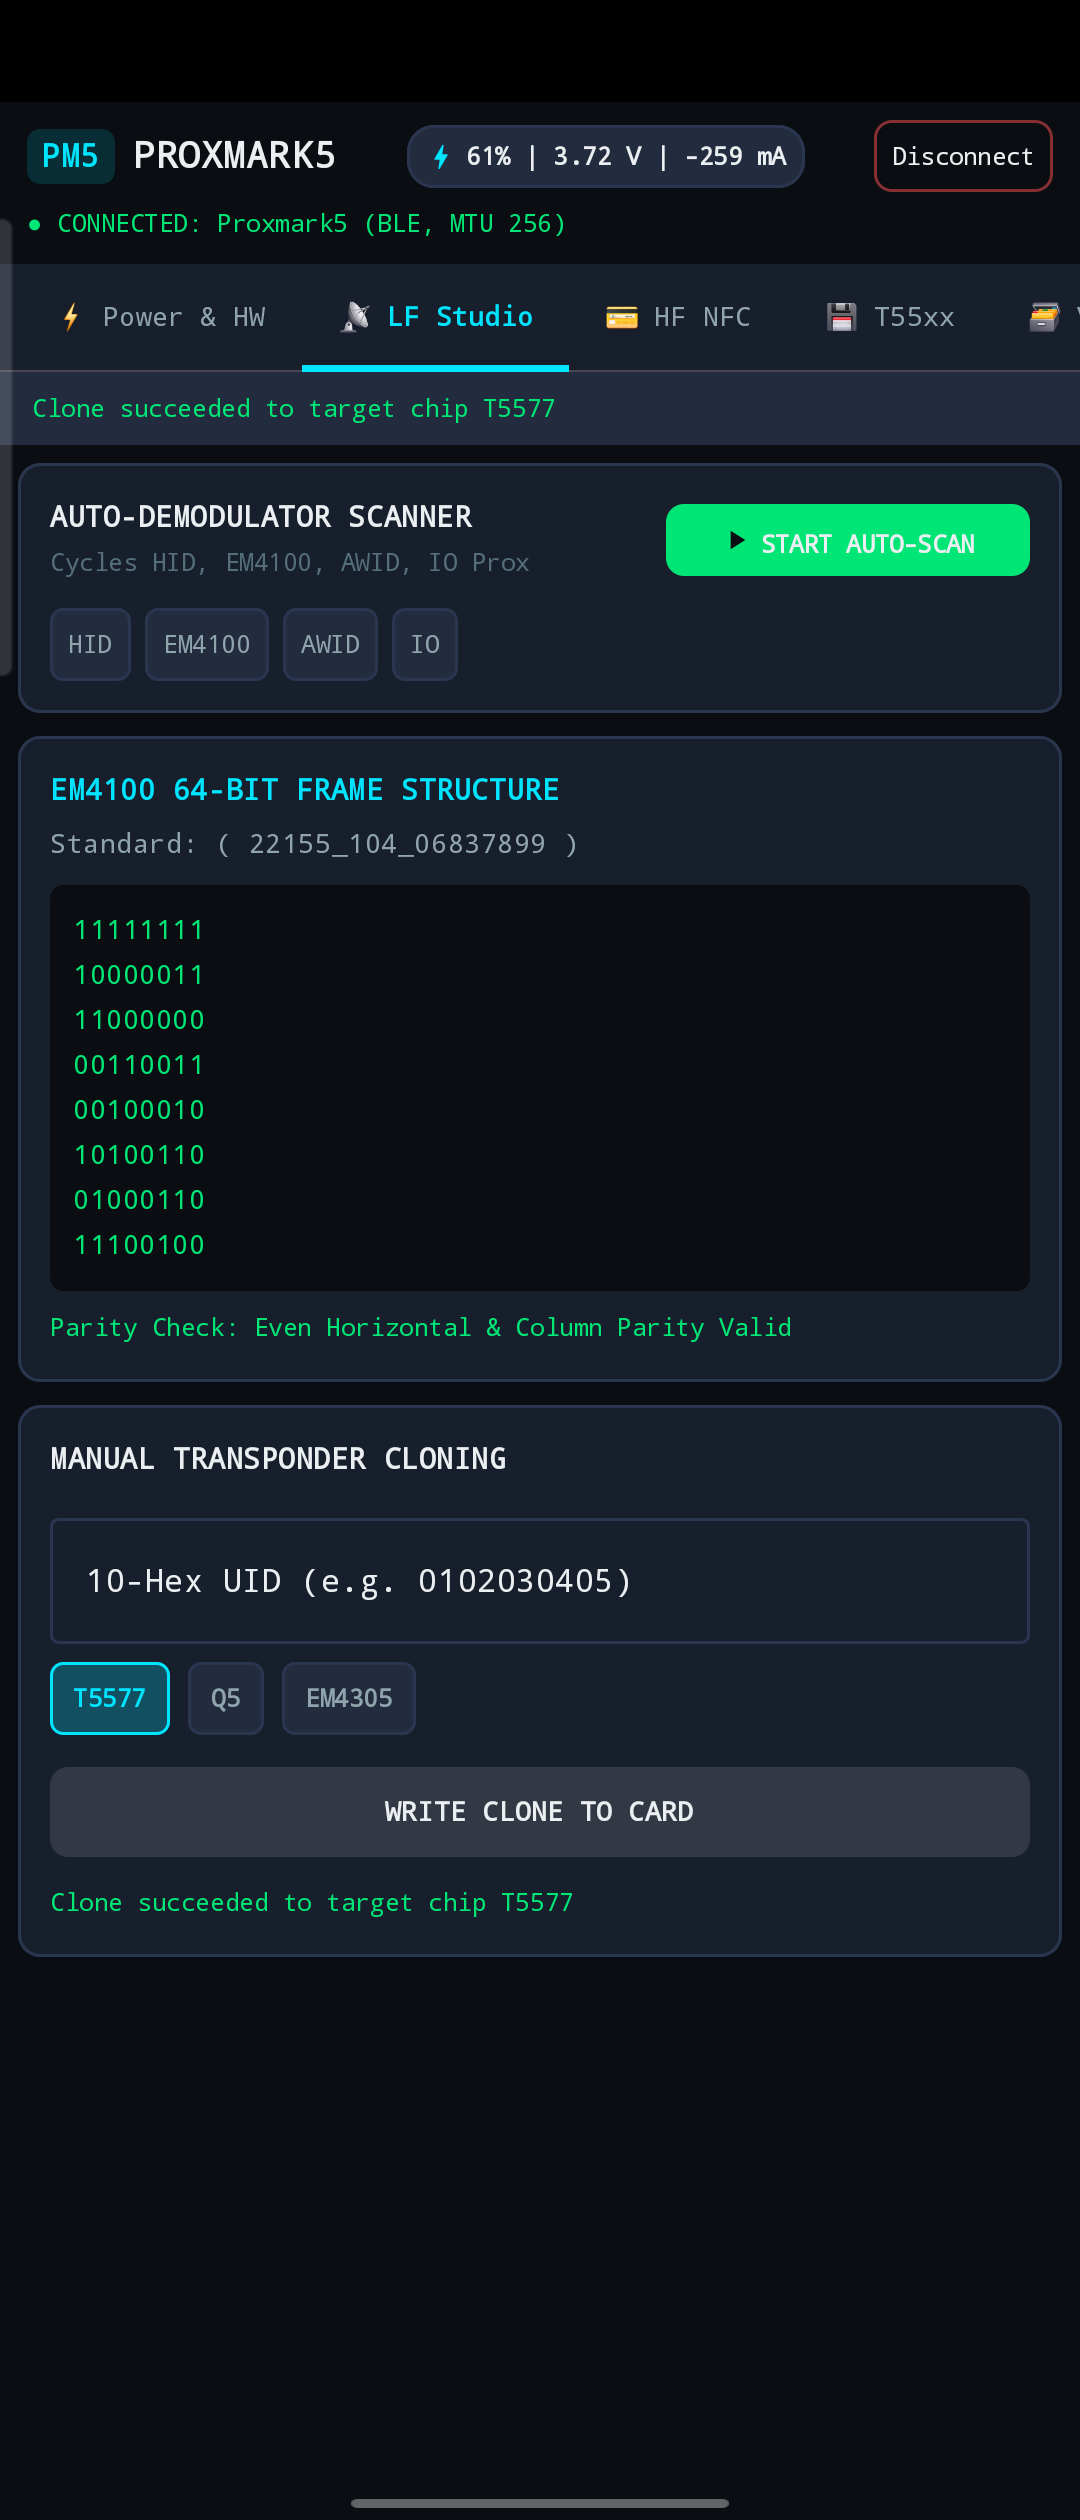 PM5 PROXMARK5 61% | 3.72 V | -259 mA Disconnect
CONNECTED: Proxmark5 (BLE, MTU 256)
Power & HW LF Studio HF NFC T55xx
Clone succeeded to target chip T5577
AUTO-DEMODULATOR SCANNER
Cycles HID, EM4100, AWID, IO Prox
START AUTO-SCAN
HID EM4100 AWID IO
EM4100 64-BIT FRAME STRUCTURE
Standard: ( 22155_104_06837899 )
11111111
10000011
11000000
00110011
00100010
10100110
01000110
11100100
Parity Check: Even Horizontal & Column Parity Valid
MANUAL TRANSPONDER CLONING
10-Hex UID (e.g. 0102030405)
T5577 Q5 EM4305
WRITE CLONE TO CARD
Clone succeeded to target chip T5577